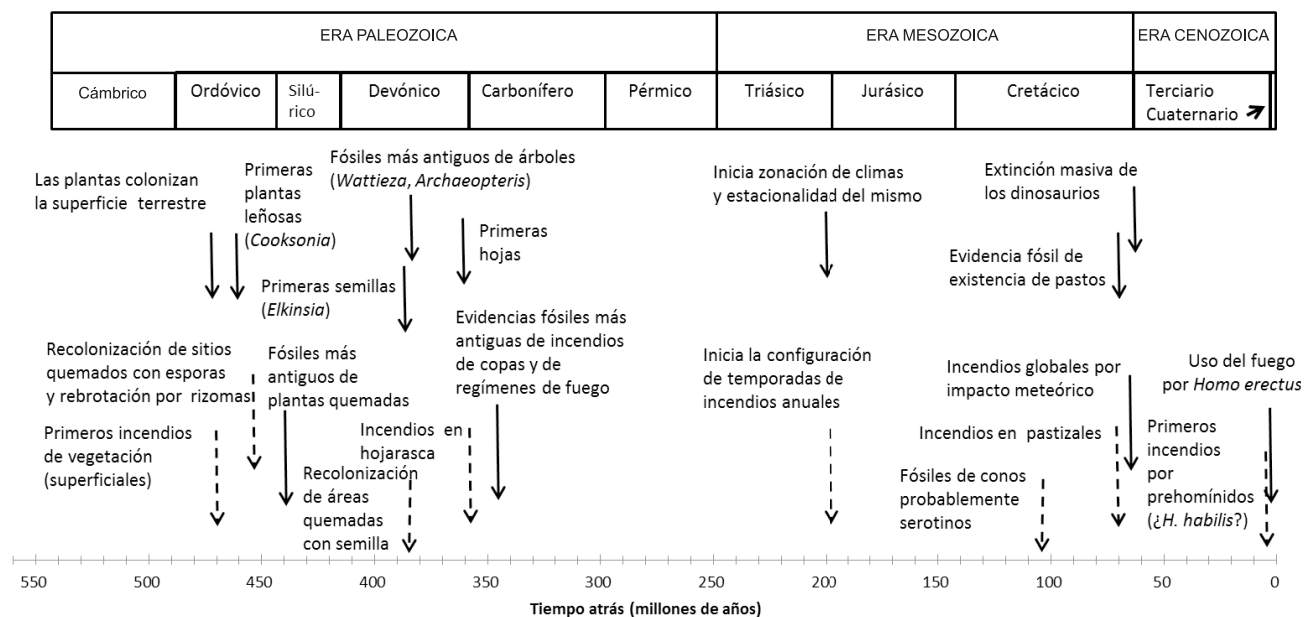 ERA PALEOZOICA
ERA MESOZOICA
ERA CENOZOICA
Cámbrico
Ordóvico
Silú-
rico
Devónico
Carbonífero
Pérmico
Triásico
Jurásico
Cretácico
Terciario
Cuaternario
Las plantas colonizan
la superficie terrestre
Primeras
plantas
leñosas
(Cooksonia)
Fósiles más antiguos de árboles
(Wattieza, Archaeopteris)
Primeras
hojas
Primeras semillas
(Elkinsia)
Inicia zonación de climas
y estacionalidad del mismo
Extinción masiva de
los dinosaurios
Evidencia fósil de
existencia de pastos
Recolonización de sitios
quemados con esporas
y rebrotación por rizomas
Fósiles más
antiguos de
plantas quemadas
Evidencias fósiles más
antiguas de incendios
de copas y de
regímenes de fuego
Inicia la configuración
de temporadas de
incendios anuales
Incendios globales por
impacto meteórico
Uso del fuego
por Homo erectus
Primeros incendios
de vegetación
(superficiales)
Incendios en
hojarasca
Recolonización
de áreas
quemadas
con semilla
Incendios en pastizales
Fósiles de conos
probablemente
serotinos
Primeros
incendios
por
prehomínidos
(¿H. habilis?)
550 500 450 400 350 300 250 200 150 100 50 0
Tiempo atrás (millones de años)